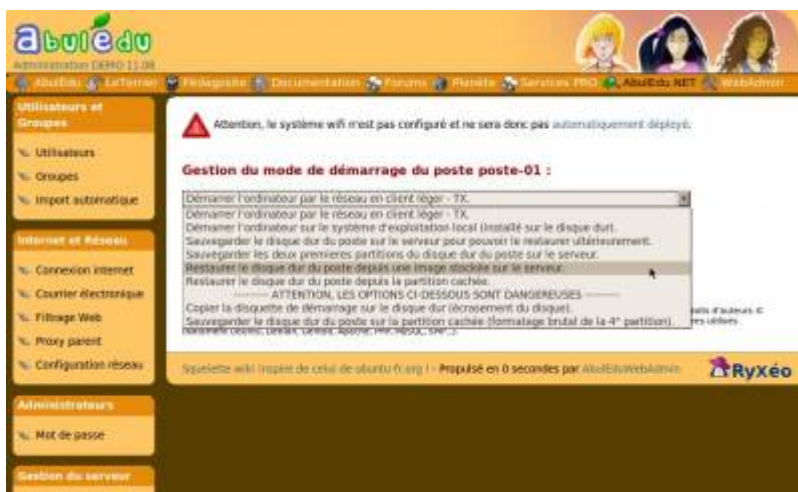 abulÉdu
Administration DEMO 11.08
AbulEdu LeTerrier Pédagosite Documentation Forums Planète Services PRO AbulEdu NET WebAdmin
Utilisateurs et
Groupes
Utilisateurs
Groupes
Import automatique
Internet et Réseau
Connexion internet
Courrier électronique
Filtrage Web
Proxy parent
Configuration réseau
Administrateurs
Mot de passe
Gestion du serveur
Attention, le système wifi n'est pas configuré et ne sera donc pas automatiquement déployé.
Gestion du mode de démarrage du poste poste-01 :
Démarrer l'ordinateur par le réseau en client léger - TX.
Démarrer l'ordinateur par le réseau en client léger - TX.
Démarrer l'ordinateur sur le système d'exploitation local (installé sur le disque dur).
Sauvegarder le disque dur du poste sur le serveur pour pouvoir le restaurer ultérieurement.
Sauvegarder les deux premieres partitions du disque dur du poste sur le serveur.
Restaurer le disque dur du poste depuis une image stockée sur le serveur.
Restaurer le disque dur du poste depuis la partition cachée.
-------- ATTENTION, LES OPTIONS CI-DESSOUS SONT DANGEREUSES --------
Copier la disquette de démarrage sur le disque dur (écrasement du disque).
Sauvegarder le disque dur du poste sur la partition cachée (formatage brutal de la 4° partition).
d'auteurs ©
utilisés
Squelette wiki inspiré de celui de ubuntu-fr.org ! - Propulsé en 0 secondes par AbulEduWebAdmin
RyXéo